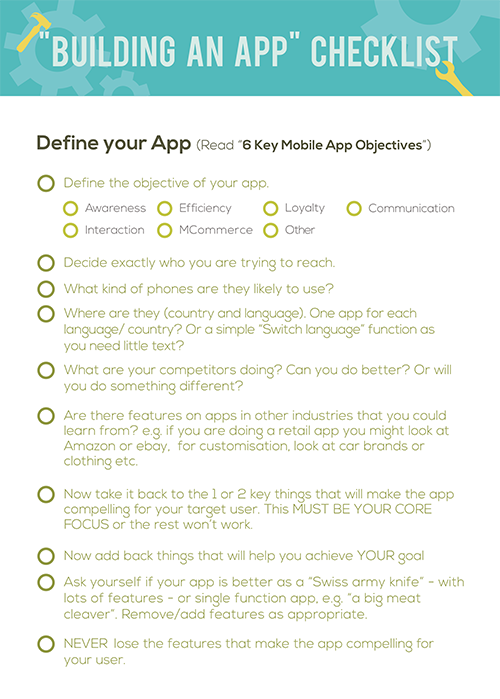 "BUILDING AN APP" CHECKLIST
Define your App (Read "6 Key Mobile App Objectives")
Define the objective of your app.
Awareness Efficiency Loyalty Communication
Interaction MCommerce Other
Decide exactly who you are trying to reach.
What kind of phones are they likely to use?
Where are they (country and language). One app for each
language/ country? Or a simple "Switch language" function as
you need little text?
What are your competitors doing? Can you do better? Or will
you do something different?
Are there features on apps in other industries that you could
learn from? e.g. if you are doing a retail app you might look at
Amazon or ebay, for customisation, look at car brands or
clothing etc.
Now take it back to the 1 or 2 key things that will make the app
compelling for your target user. This MUST BE YOUR CORE
FOCUS or the rest won't work.
Now add back things that will help you achieve YOUR goal
Ask yourself if your app is better as a "Swiss army knife" - with
lots of features - or single function app, e.g. "a big meat
cleaver". Remove/add features as appropriate.
NEVER lose the features that make the app compelling for
your user.